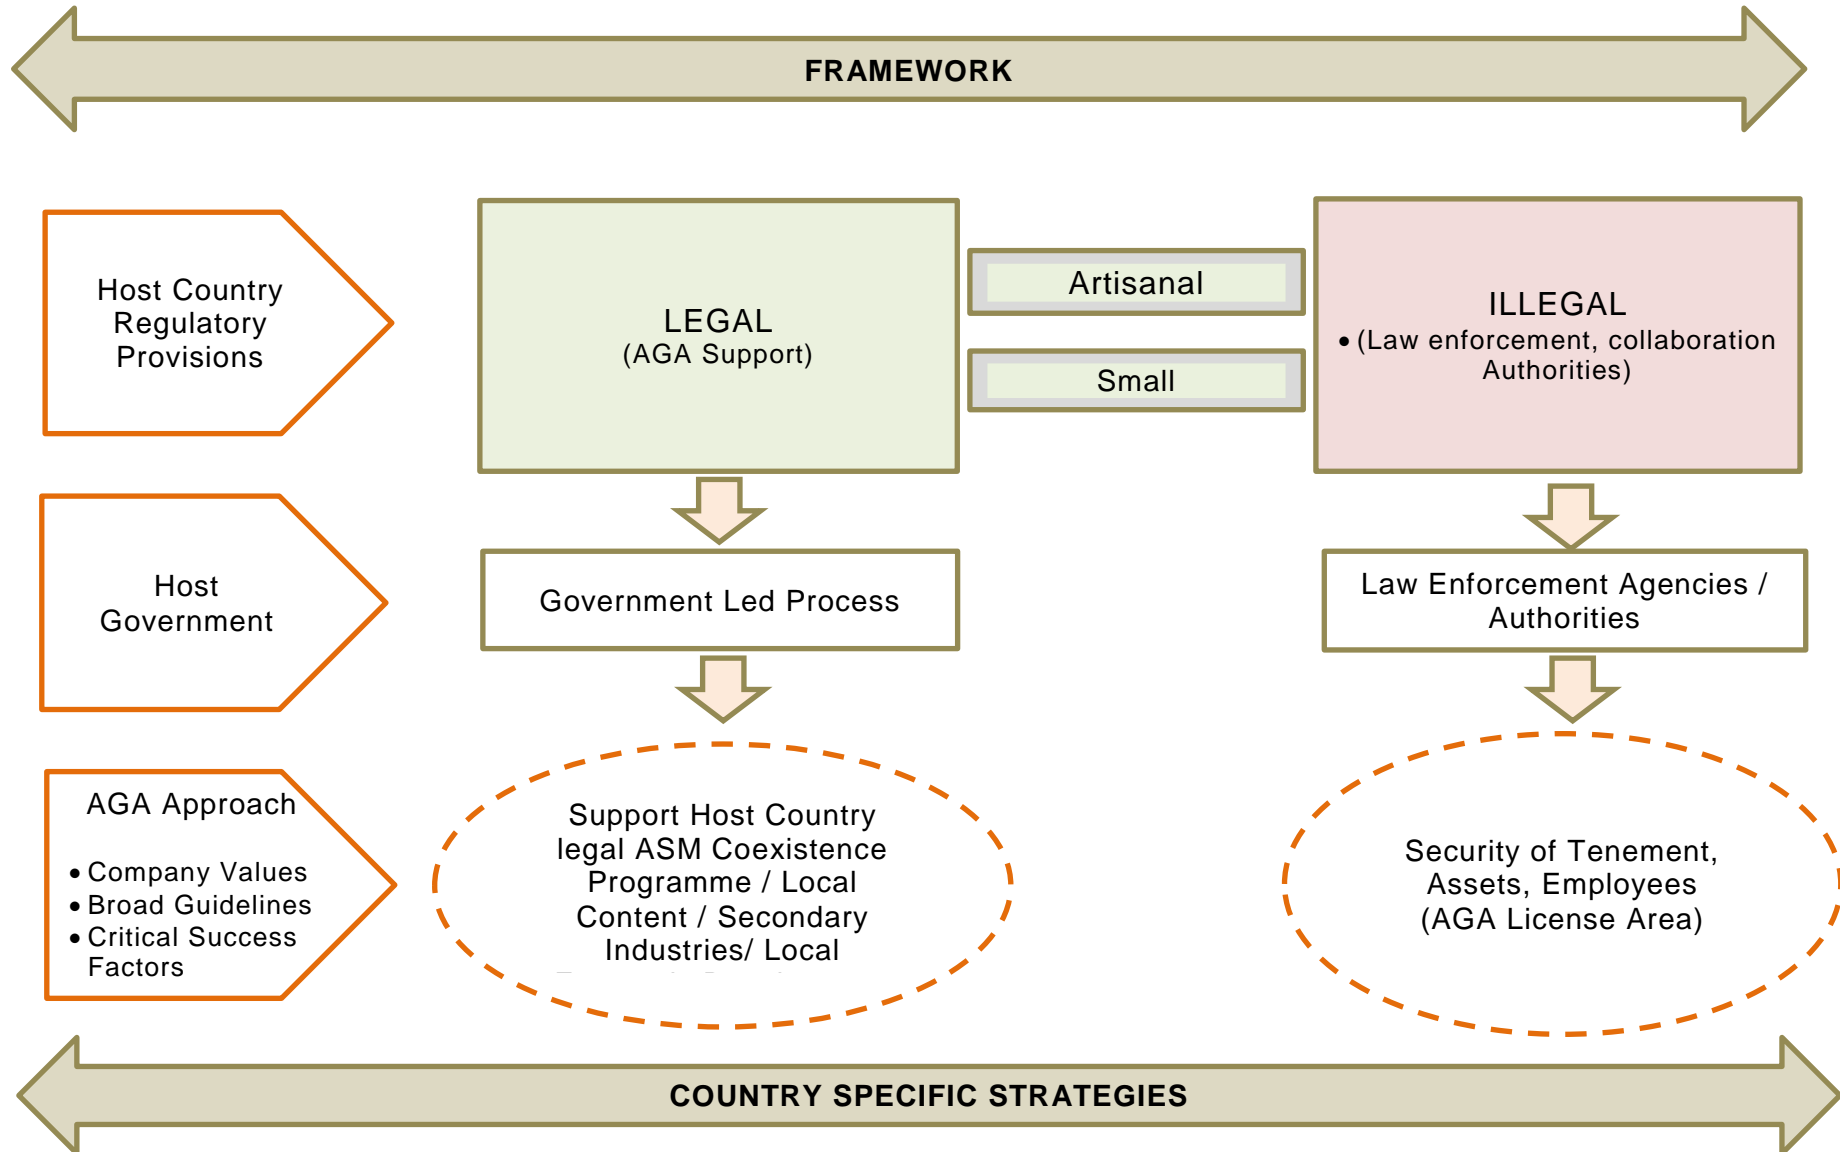 FRAMEWORK
Host Country
Regulatory
Provisions
LEGAL
(AGA Support)
Artisanal
Small
ILLEGAL
• (Law enforcement, collaboration
Authorities)
Host
Government
Government Led Process
Law Enforcement Agencies /
Authorities
AGA Approach
• Company Values
• Broad Guidelines
• Critical Success
Factors
Support Host Country
legal ASM Coexistence
Programme / Local
Content / Secondary
Industries/ Local
Security of Tenement,
Assets, Employees
(AGA License Area)
COUNTRY SPECIFIC STRATEGIES